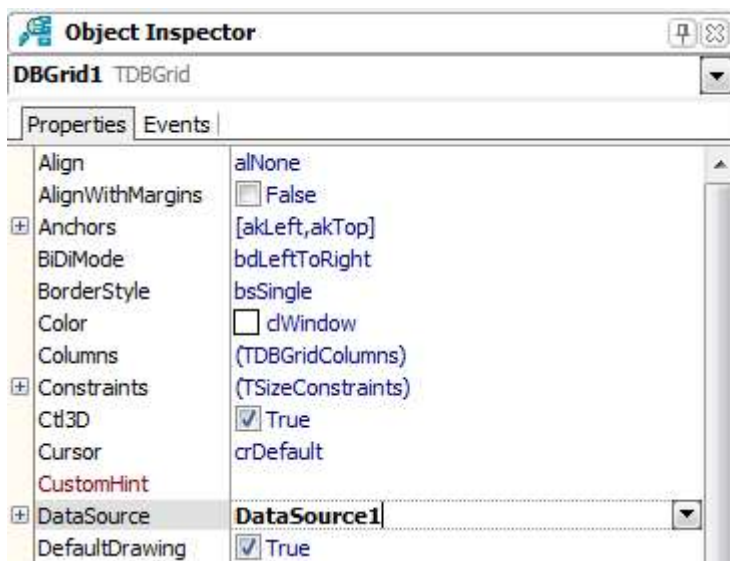 Object Inspector
DBGrid1 TDBGrid
Properties Events
Align alNone
AlignWithMargins False
Anchors [akLeft,akTop]
BiDiMode bdLeftToRight
BorderStyle bsSingle
Color clWindow
Columns (TDBGridColumns)
Constraints (TSizeConstraints)
Ctl3D True
Cursor crDefault
CustomHint
DataSource DataSource1
DefaultDrawing True